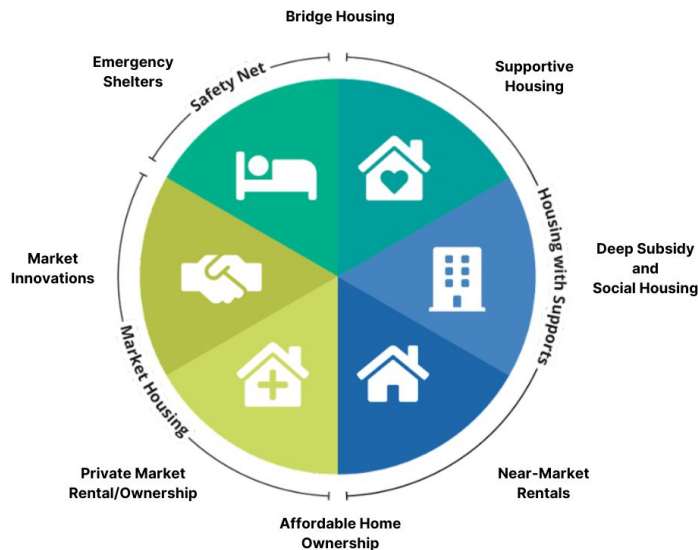 Bridge Housing
Emergency
Shelters
Safety Net
Supportive
Housing
Market
Innovations
Housing with Supports
Deep Subsidy
and
Social Housing
Market Housing
Private Market
Rental/Ownership
Near-Market
Rentals
Affordable Home
Ownership